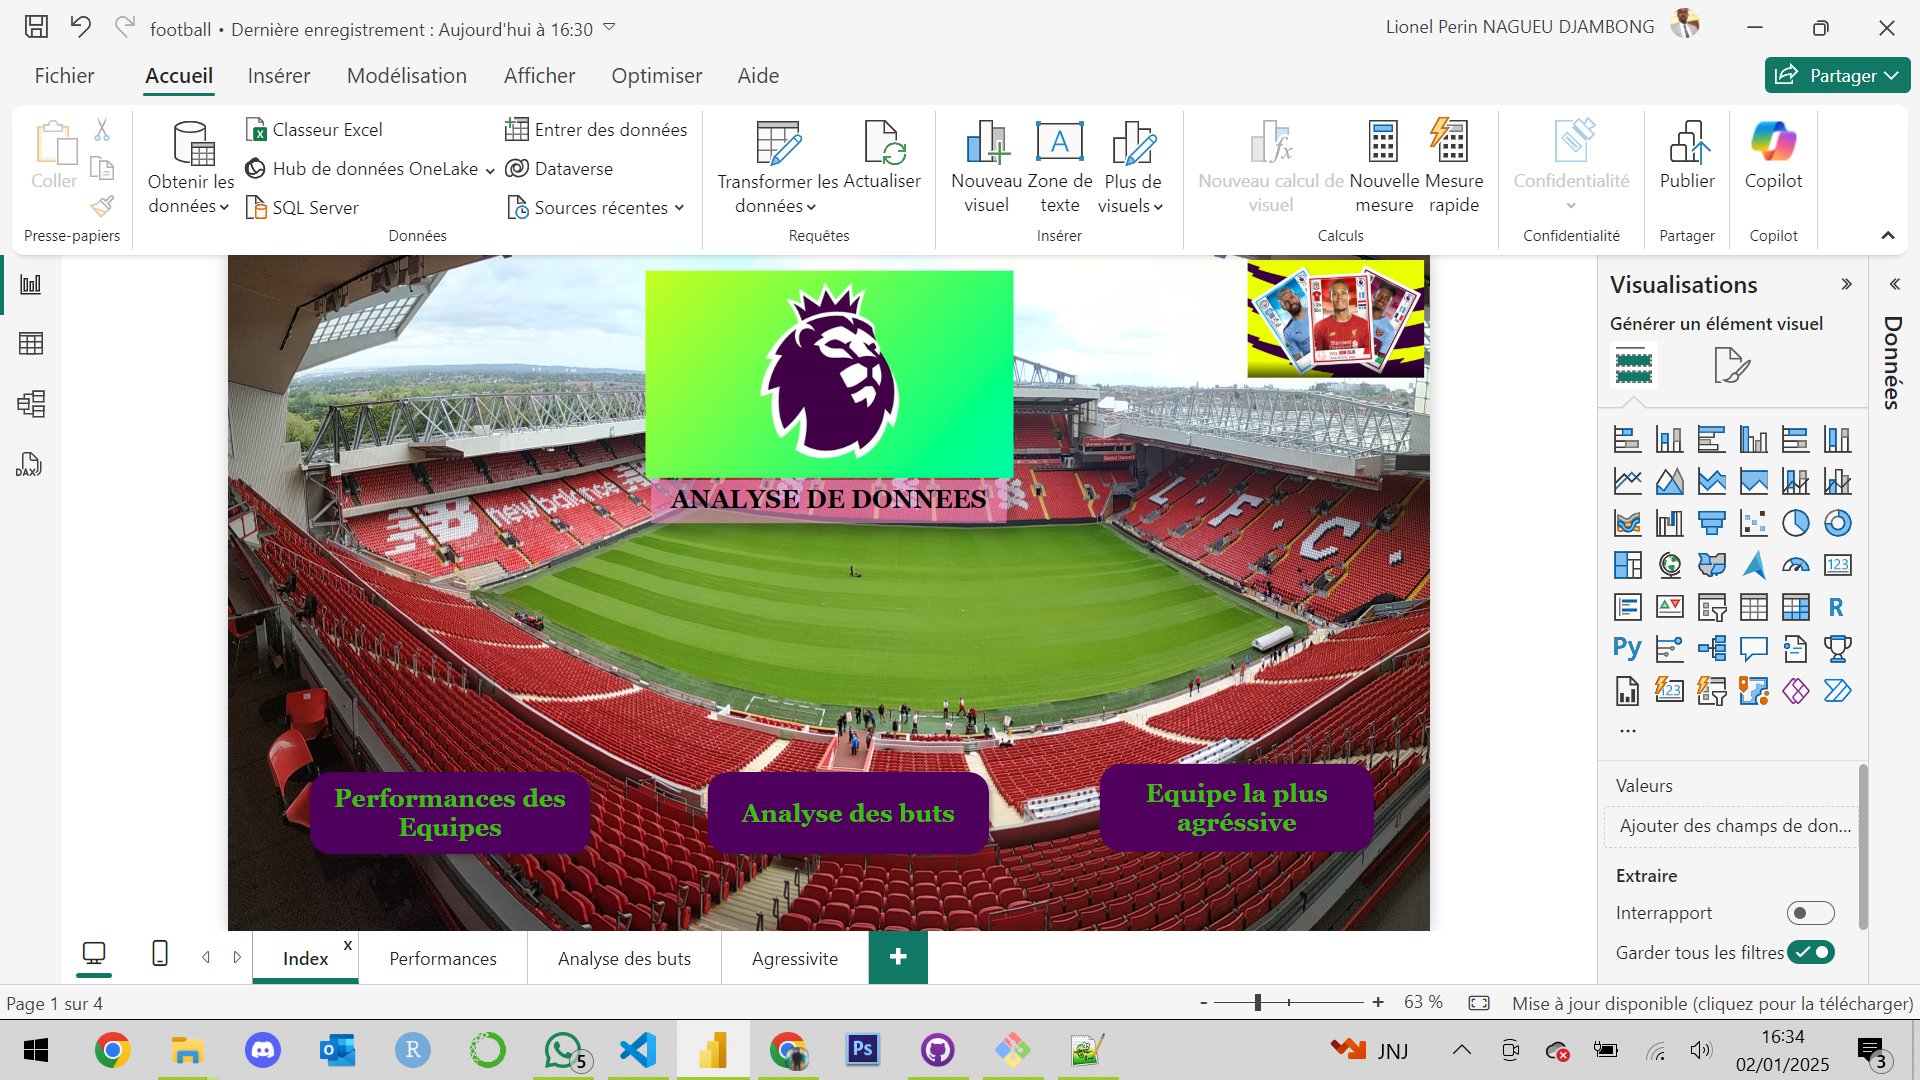 football • Dernière enregistrement : Aujourd'hui à 16:30
Lionel Perin NAGUEU DJAMBONG
Fichier
Accueil
Insérer
Modélisation
Afficher
Optimiser
Aide
Partager
Coller
Presse-papiers
Obtenir les
données
Classeur Excel
Hub de données OneLake
SQL Server
Entrer des données
Dataverse
Sources récentes
Données
Transformer les
données
Actualiser
Requêtes
Nouveau
visuel
Zone de
texte
Plus de
visuels
Insérer
Nouveau calcul de
visuel
Nouvelle
mesure
Mesure
rapide
Calculs
Confidentialité
Confidentialité
Publier
Partager
Copilot
Copilot
DAX
ANALYSE DE DONNEES
new balance
L.F.C.
Performances des
Equipes
Analyse des buts
Equipe la plus
agréssive
Visualisations
Générer un élément visuel
123
R
Py
123
...
Valeurs
Ajouter des champs de don...
Extraire
Interrapport
Garder tous les filtres
Données
Index
x
Performances
Analyse des buts
Agressivite
+
Page 1 sur 4
- + 63 %
Mise à jour disponible (cliquez pour la télécharger)
R
5
Ps
JNJ
16:34
02/01/2025
3